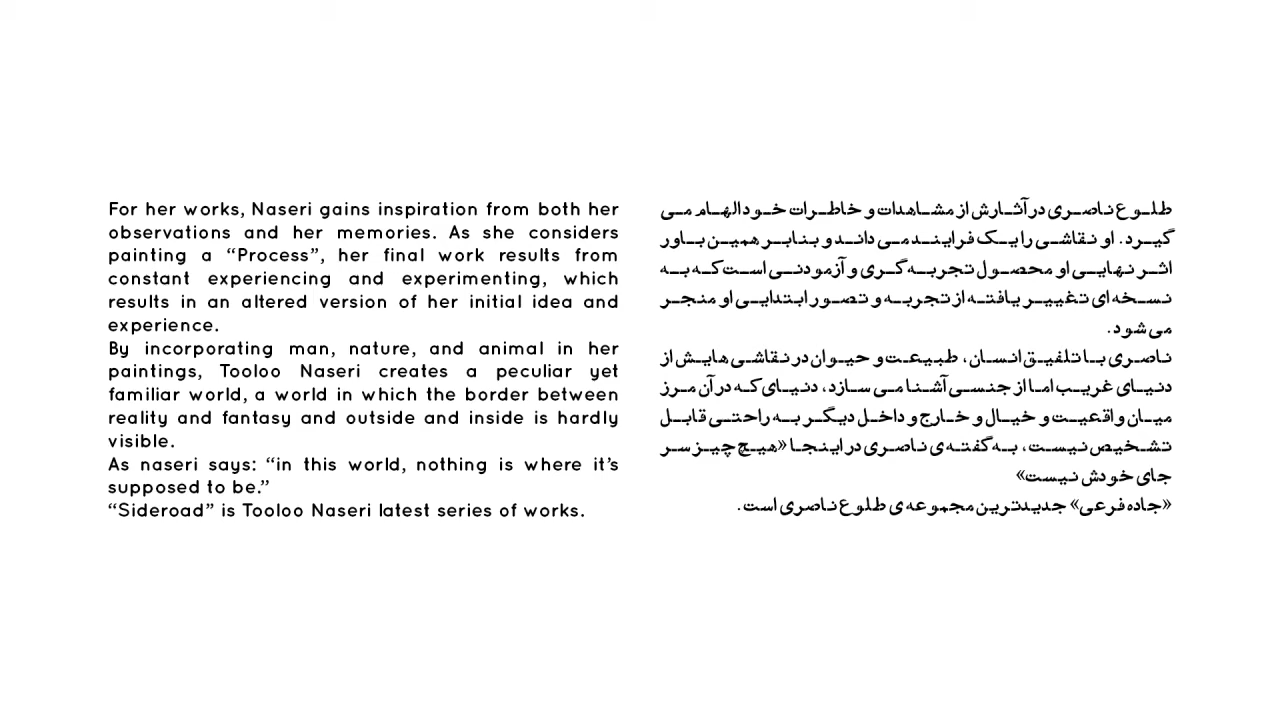 For her works, Naseri gains inspiration from both her
observations and her memories. As she considers
painting a “Process”, her final work results from
constant experiencing and experimenting, which
results in an altered version of her initial idea and
experience.
By incorporating man, nature, and animal in her
paintings, Tooloo Naseri creates a peculiar yet
familiar world, a world in which the border between
reality and fantasy and outside and inside is hardly
visible.
As naseri says: “in this world, nothing is where it’s
supposed to be.”
“Sideroad” is Tooloo Naseri latest series of works.
طلوع ناصری در آثارش از مشاهدات و خاطرات خود الهام می
گیرد. او نقاشی را یک فرایند می داند و بنابر همین باور
اثر نهایی او محصول تجربه گری و آزمودنی است که به
نسخه ای تغییر یافته از تجربه و تصور ابتدایی او منجر
می شود.
ناصری با تلفیق انسان، طبیعت و حیوان در نقاشی هایش از
دنیای غریب اما از جنسی آشنا می سازد، دنیای که در آن مرز
میان واقعیت و خیال و خارج و داخل دیگر به راحتی قابل
تشخیص نیست، به گفته ی ناصری در اینجا «هیچ چیز سر
جای خودش نیست»
«جاده فرعی» جدیدترین مجموعه ی طلوع ناصری است.